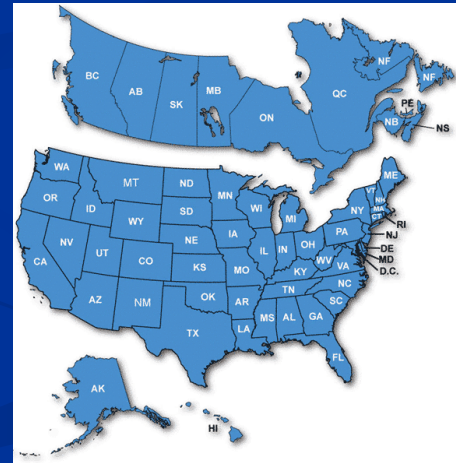 NF
BC
AB
SK
MB
ON
QC
NF
PE
NB
NS
WA
MT
ND
MN
ME
OR
ID
WY
SD
WI
MI
VT
NH
NY
MA
CT
RI
NV
UT
CO
NE
IA
IL
IN
OH
PA
NJ
DE
MD
D.C.
CA
KS
MO
KY
WV
VA
AZ
NM
OK
AR
TN
NC
SC
TX
LA
MS
AL
GA
FL
AK
HI